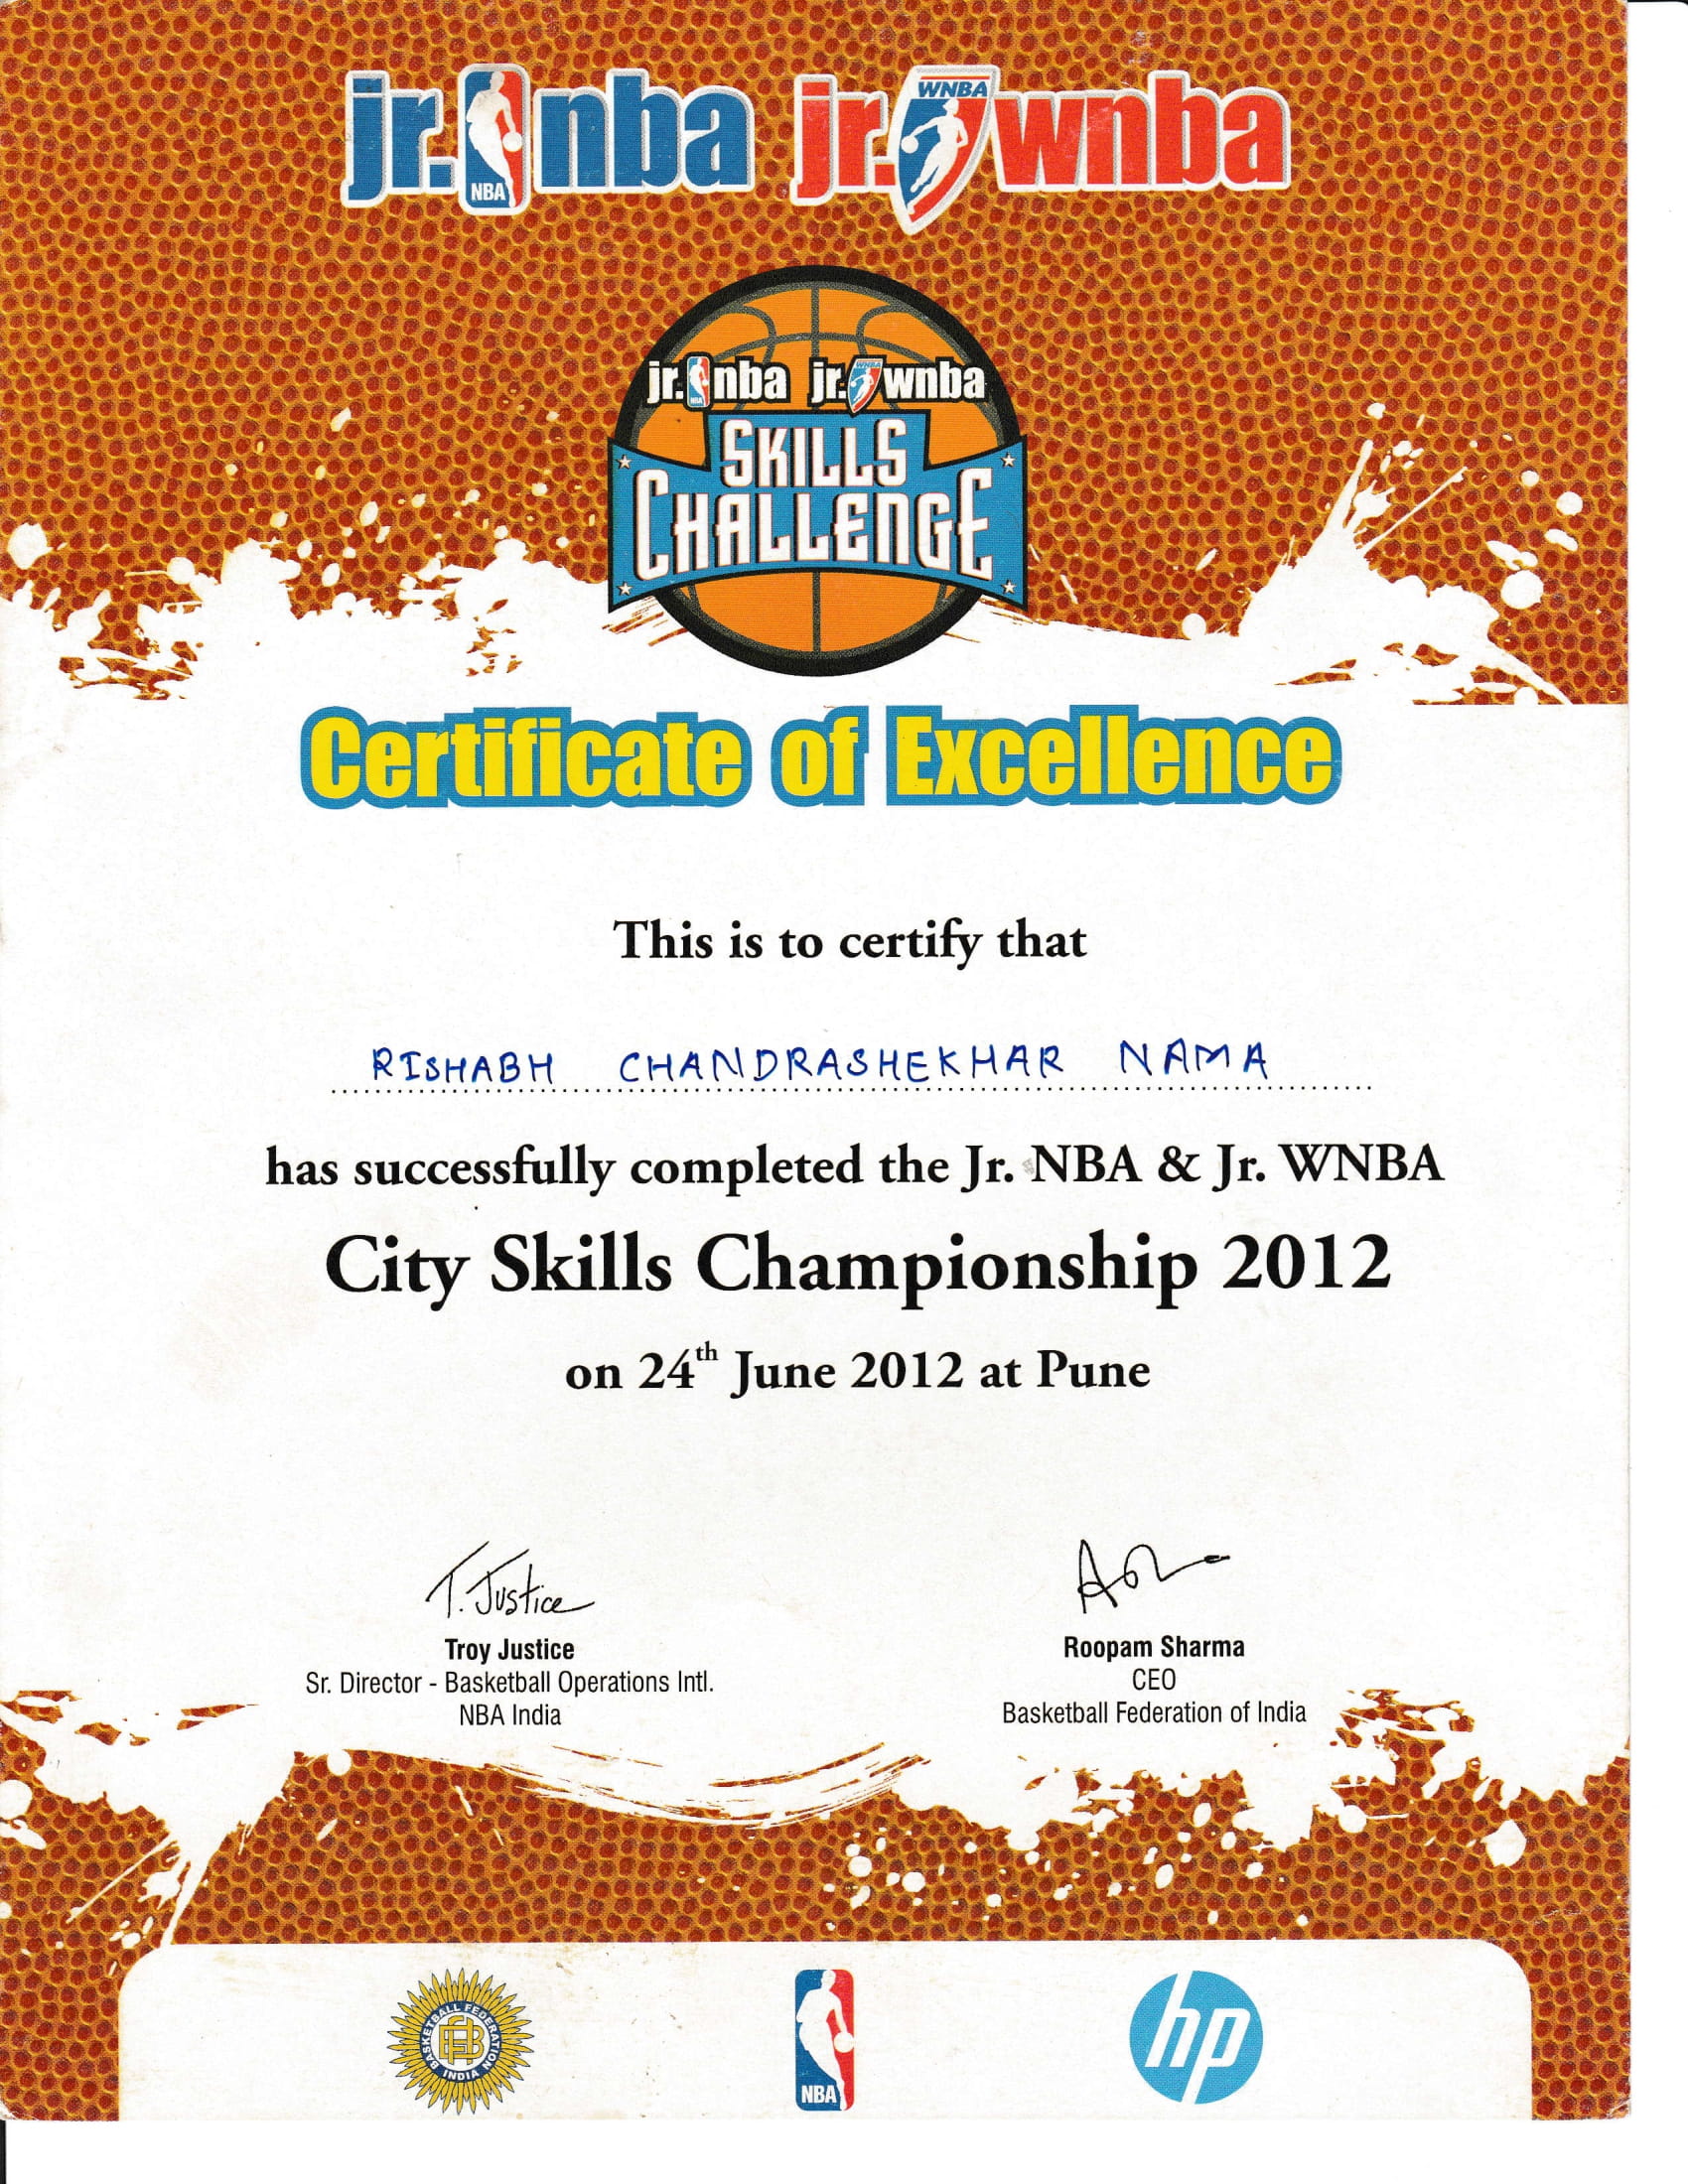 jr. NBA nba jr. WNBA wnba
jr. NBA nba jr. WNBA wnba
SKILLS
CHALLENGE
Certificate of Excellence
This is to certify that
RISHABH CHANDRASHEKHAR NAMA
has successfully completed the Jr. NBA & Jr. WNBA
City Skills Championship 2012
on 24th June 2012 at Pune
T. Justice
Troy Justice
Sr. Director - Basketball Operations Intl.
NBA India
Roopam Sharma
CEO
Basketball Federation of India
BASKETBALL FEDERATION
INDIA
NBA
hp